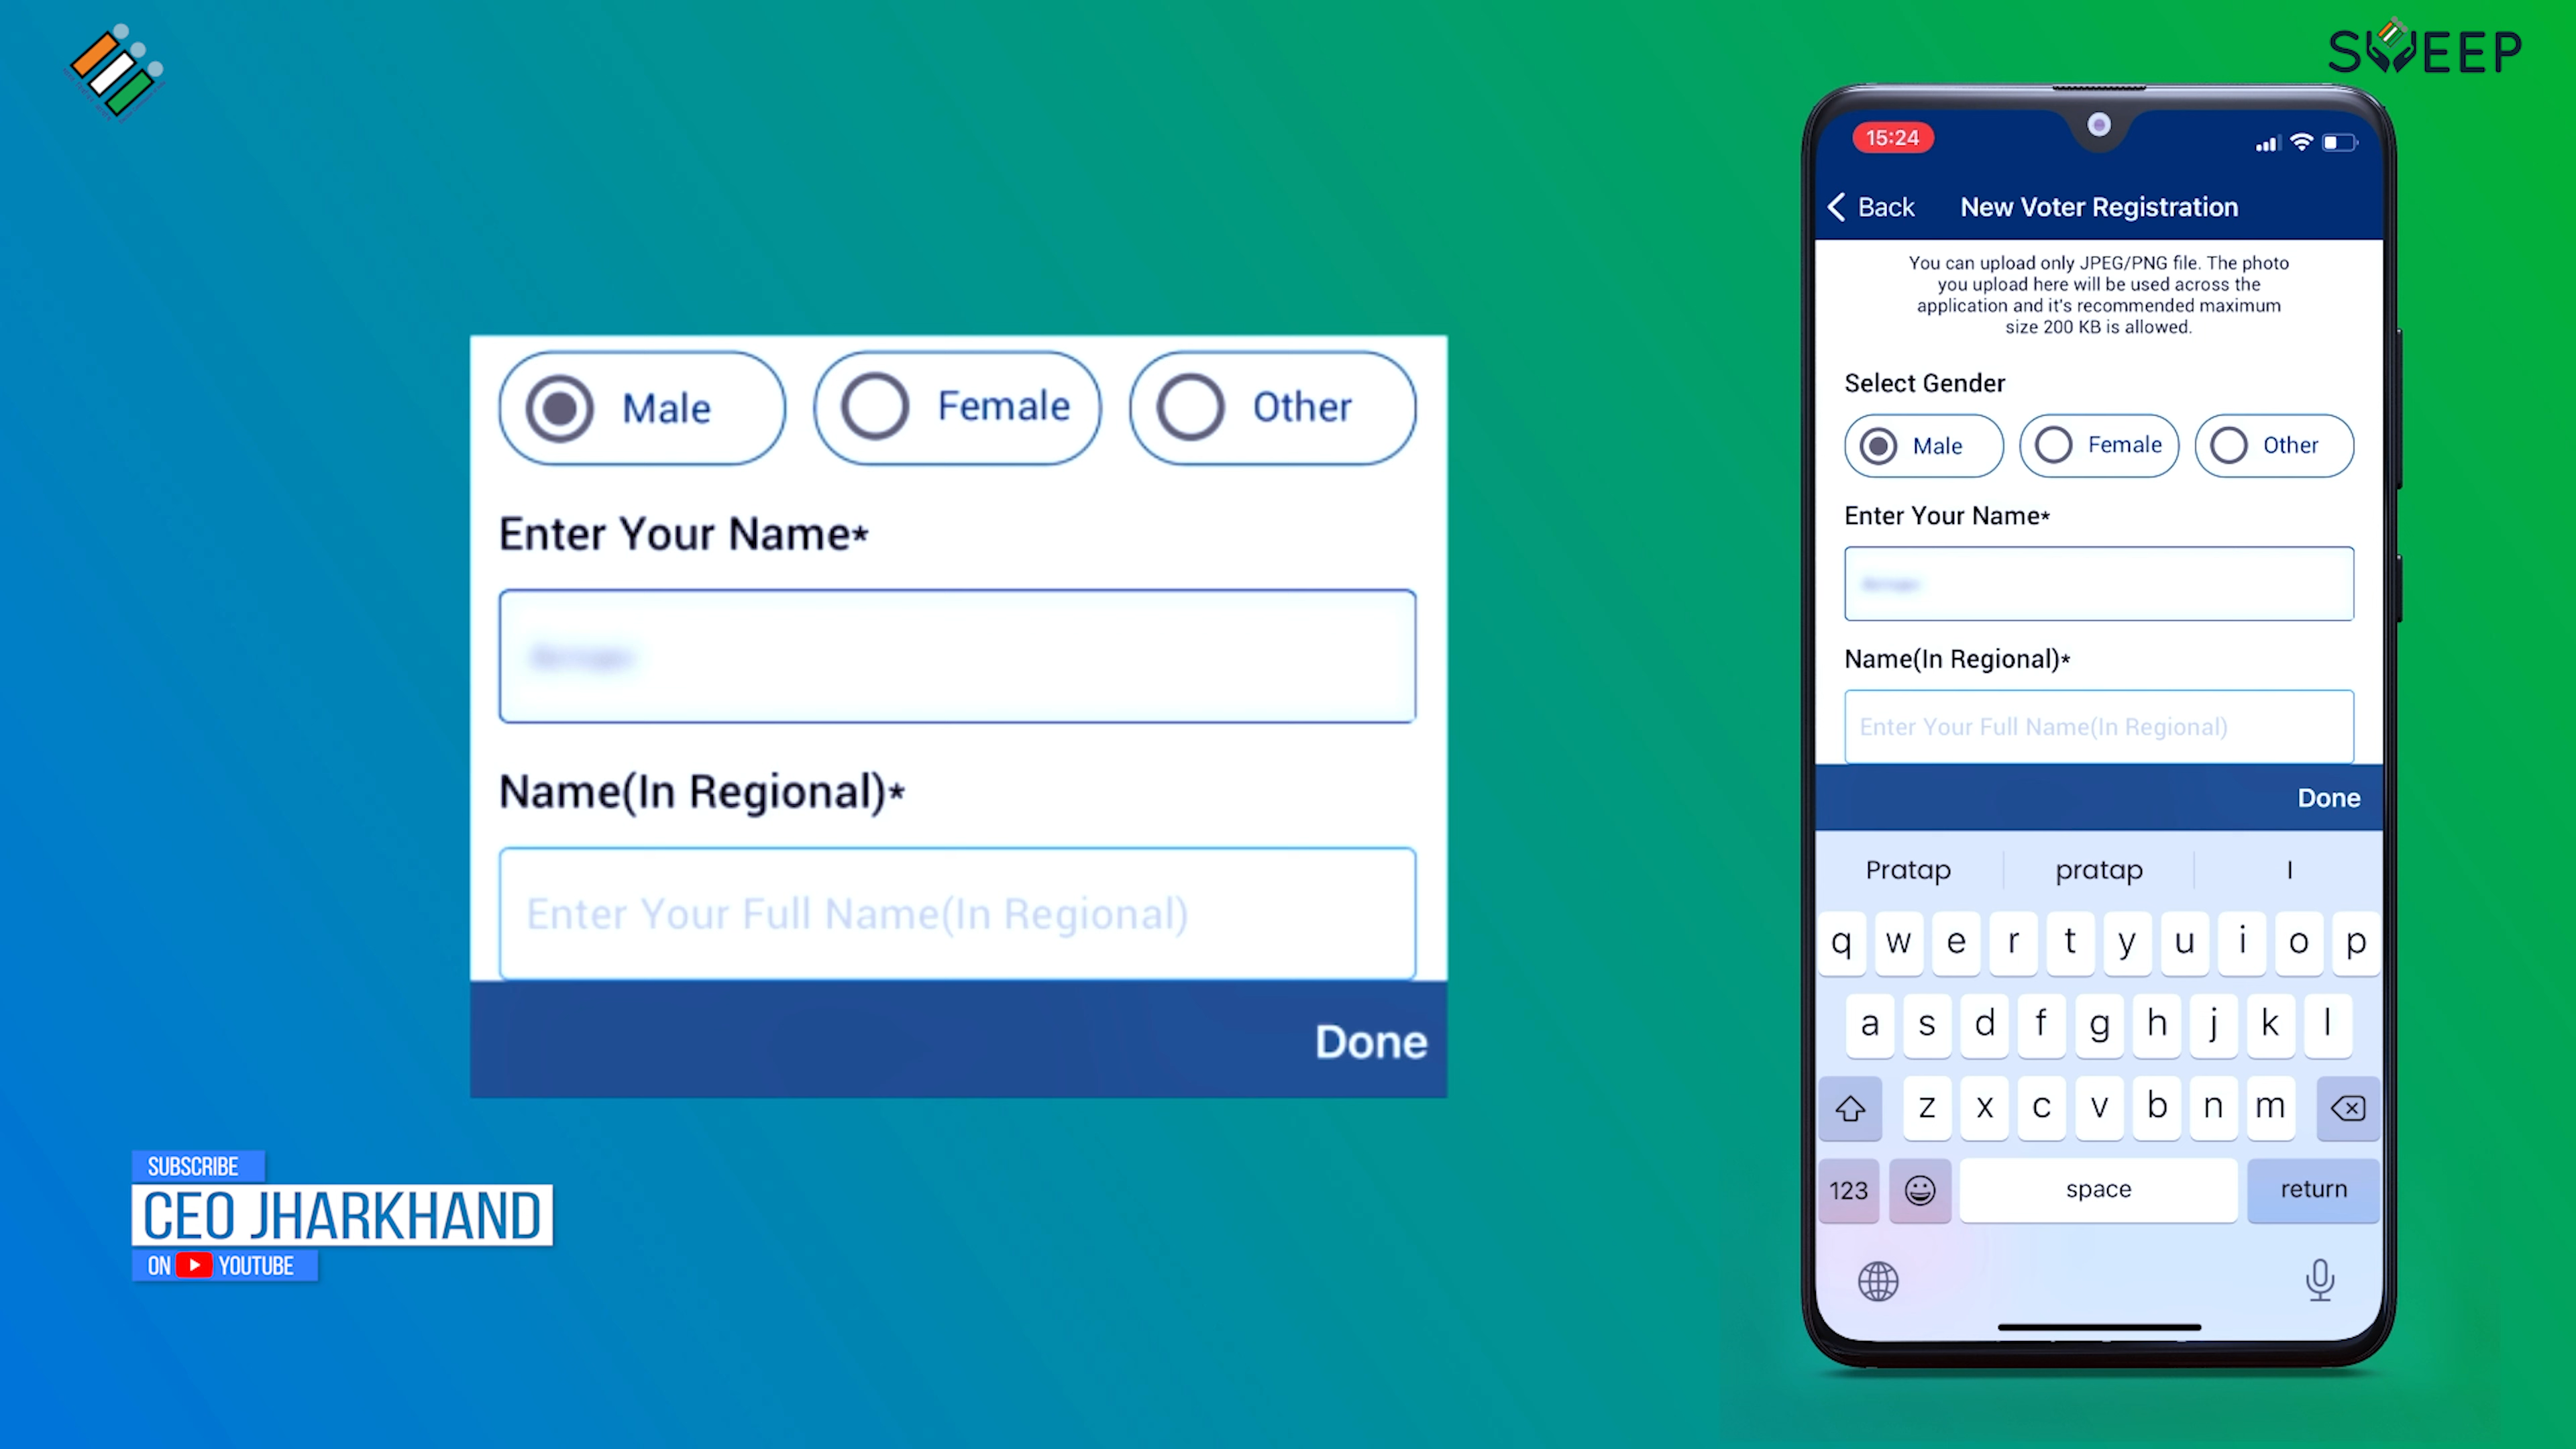 SWEEP
Male
Female
Other
Enter Your Name*
Name(In Regional)*
Enter Your Full Name(In Regional)
Done
SUBSCRIBE
CEO JHARKHAND
ON YOUTUBE
15:24
Back
New Voter Registration
You can upload only JPEG/PNG file. The photo
you upload here will be used across the
application and it's recommended maximum
size 200 KB is allowed.
Select Gender
Male
Female
Other
Enter Your Name*
Name(In Regional)*
Enter Your Full Name(In Regional)
Done
Pratap
pratap
I
q w e r t y u i o p
a s d f g h j k l
z x c v b n m
123
space
return